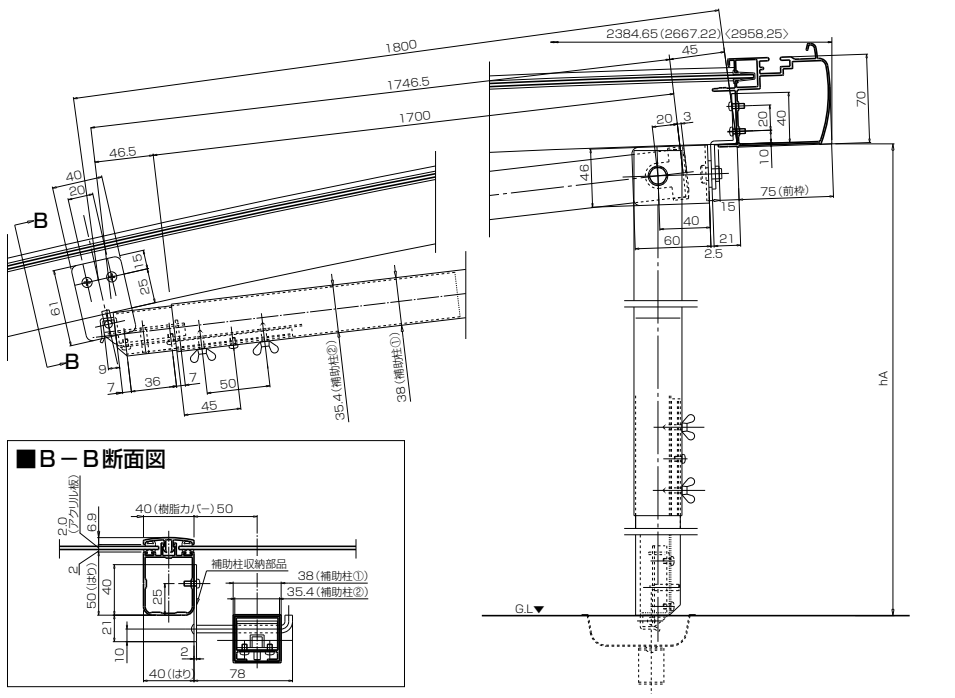 1800
2384.65(2667.22)〈2958.25〉
45
1746.5
1700
70
40
20
10
20
3
46.5
40
20
B
46
15
75(前枠)
40
60
21
2.5
15
25
61
B
9
7
36
7
50
45
35.4(補助柱②)
38(補助柱①)
hA
■B－B断面図
2.0
(アクリル板)
6.9
40(樹脂カバー)50
補助柱収納部品
2
50(はり)
40
25
38(補助柱①)
35.4(補助柱②)
21
10
2
40(はり)
78
G.L▼